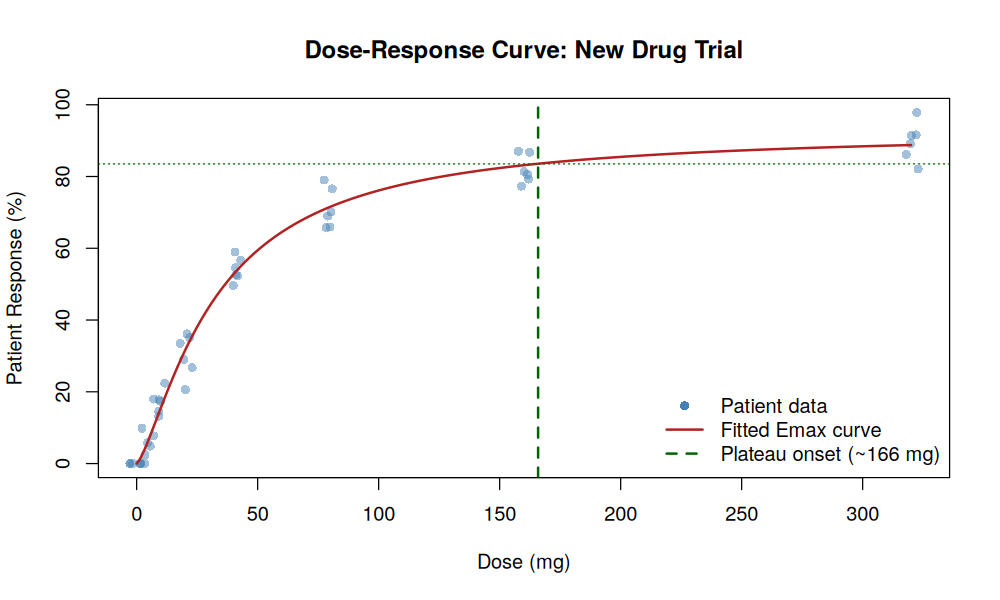 Dose-Response Curve: New Drug Trial
Patient Response (%)
100
80
60
40
20
0
Patient data
Fitted Emax curve
Plateau onset (~166 mg)
0 50 100 150 200 250 300
Dose (mg)